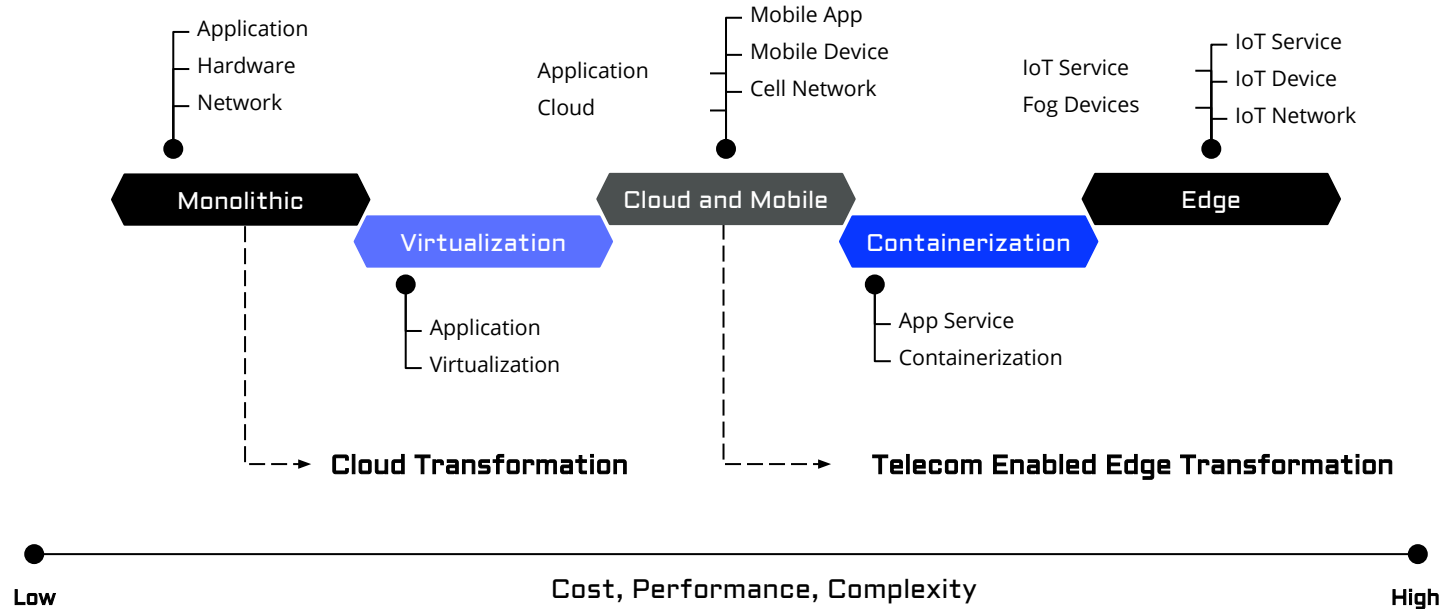 Application
Hardware
Network
Application
Cloud
Mobile App
Mobile Device
Cell Network
IoT Service
Fog Devices
IoT Service
IoT Device
IoT Network
Monolithic
Virtualization
Cloud and Mobile
Containerization
Edge
Application
Virtualization
App Service
Containerization
Cloud Transformation
Telecom Enabled Edge Transformation
Low
Cost, Performance, Complexity
High